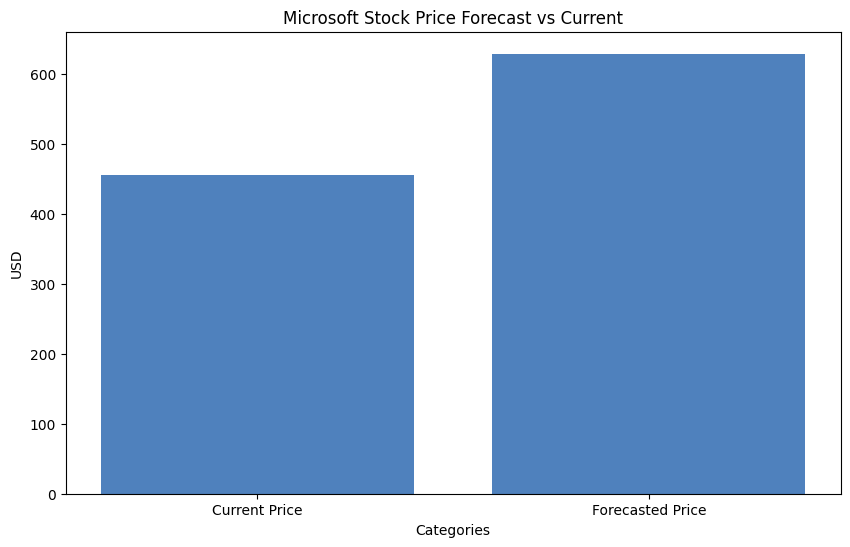 Microsoft Stock Price Forecast vs Current
USD
600
500
400
300
200
100
0
Current Price
Forecasted Price
Categories